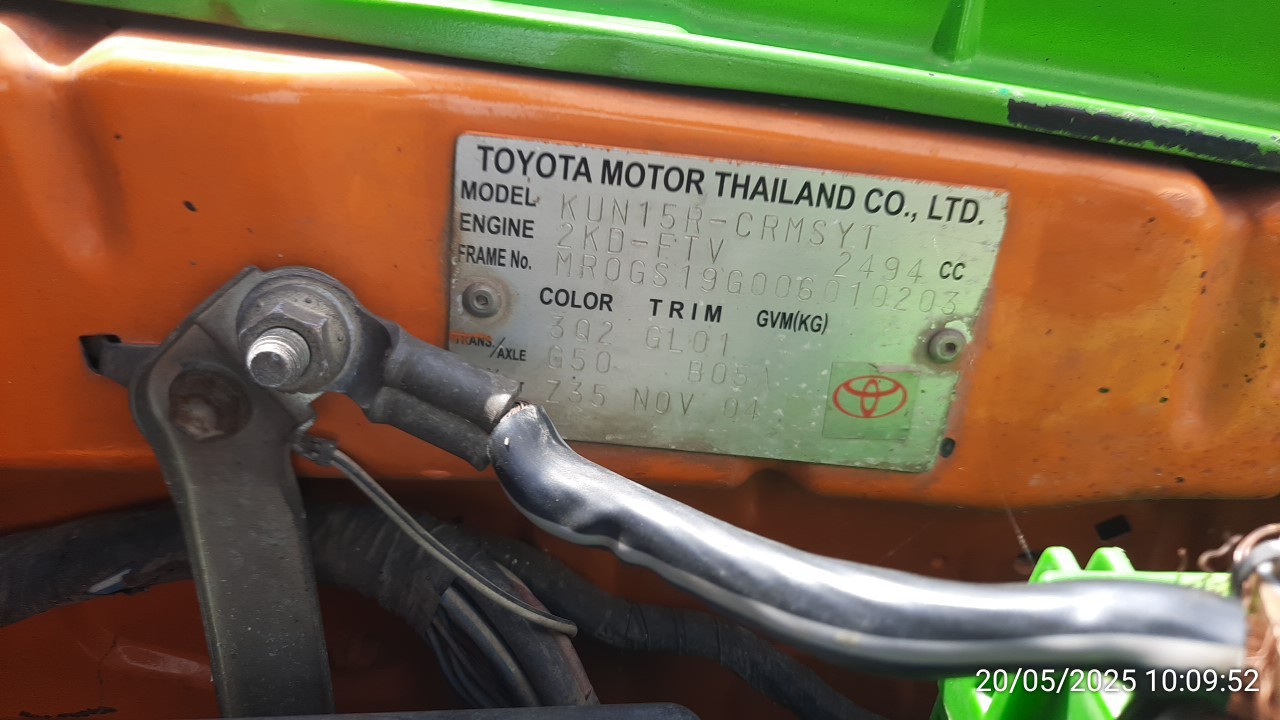 TOYOTA MOTOR THAILAND CO., LTD.
MODEL KUN15R-CRMSYT
ENGINE 2KD-FTV 2494 CC
FRAME No. MR0GS19G006010203
COLOR TRIM GVM(KG)
3Q2 GL01
TRANS./AXLE G50 B05
Z35 NOV 04
20/05/2025 10:09:52